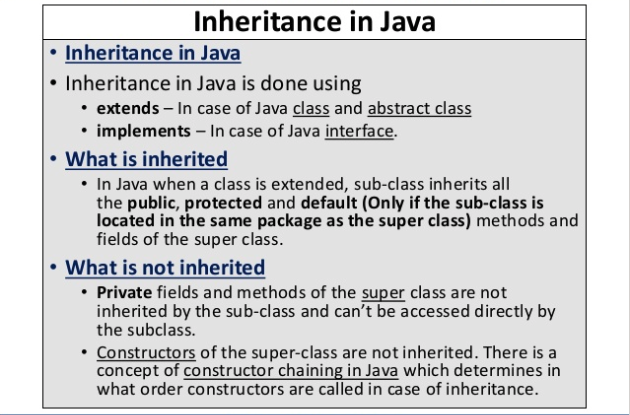 Inheritance in Java
• Inheritance in Java
• Inheritance in Java is done using
• extends – In case of Java class and abstract class
• implements – In case of Java interface.
• What is inherited
• In Java when a class is extended, sub-class inherits all
the public, protected and default (Only if the sub-class is
located in the same package as the super class) methods and
fields of the super class.
• What is not inherited
• Private fields and methods of the super class are not
inherited by the sub-class and can’t be accessed directly by
the subclass.
• Constructors of the super-class are not inherited. There is a
concept of constructor chaining in Java which determines in
what order constructors are called in case of inheritance.